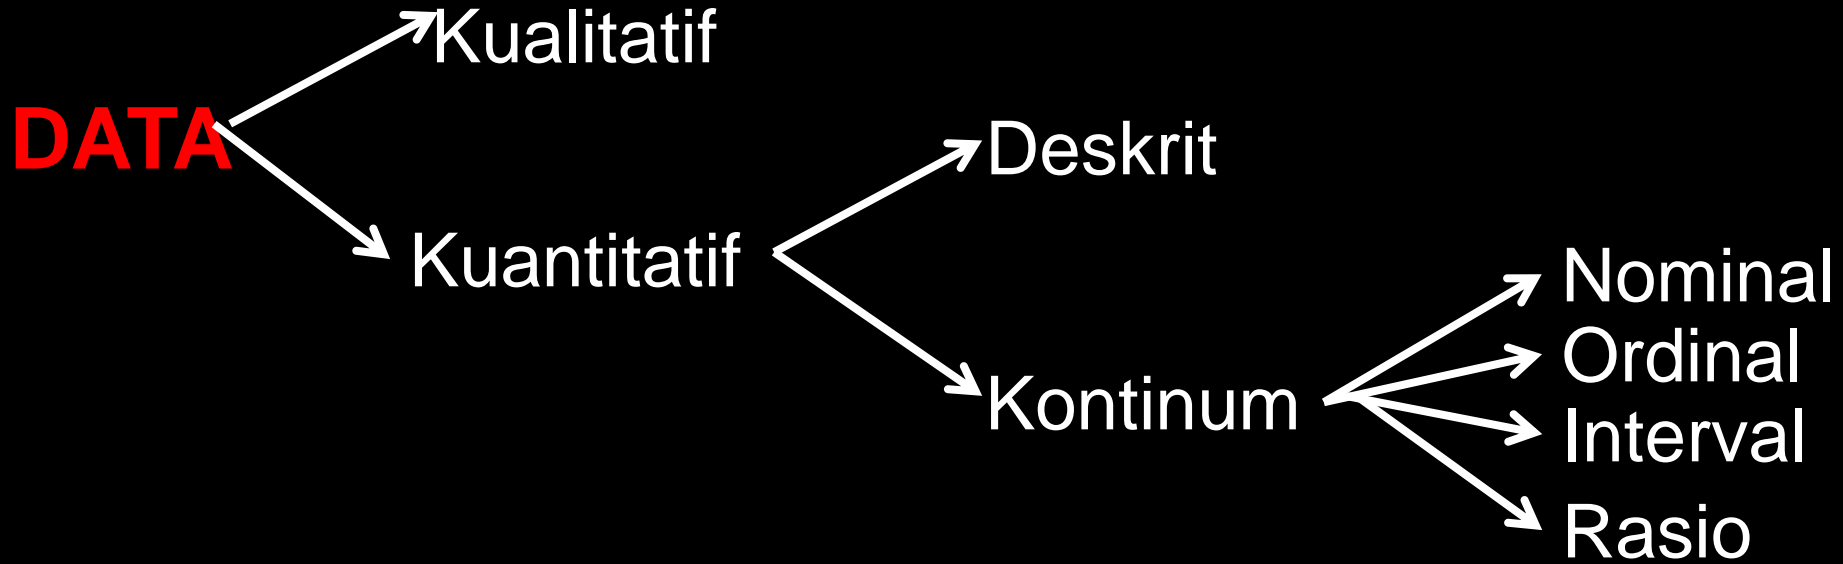 Kualitatif
DATA
Deskrit
Kuantitatif
Nominal
Ordinal
Kontinum
Interval
Rasio